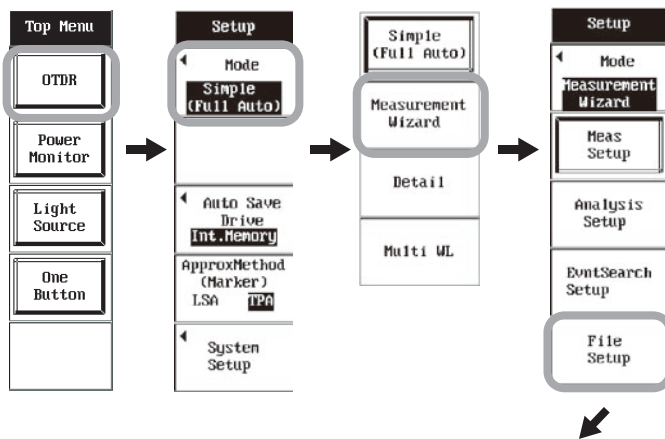 Top Menu
OTDR
Power
Monitor
Light
Source
One
Button
Setup
Mode
Simple
(Full Auto)
Auto Save
Drive
Int.Memory
ApproxMethod
(Marker)
LSA TPA
System
Setup
Simple
(Full Auto)
Measurement
Wizard
Detail
Multi WL
Setup
Mode
Measurement
Wizard
Meas
Setup
Analysis
Setup
EvntSearch
Setup
File
Setup